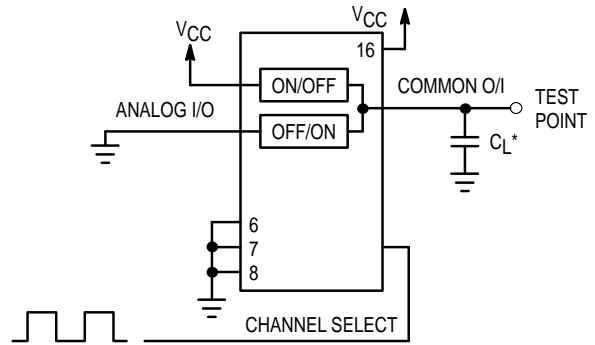 VCC
VCC
16
ON/OFF
COMMON O/I
TEST
POINT
ANALOG I/O
OFF/ON
CL*
6
7
8
CHANNEL SELECT